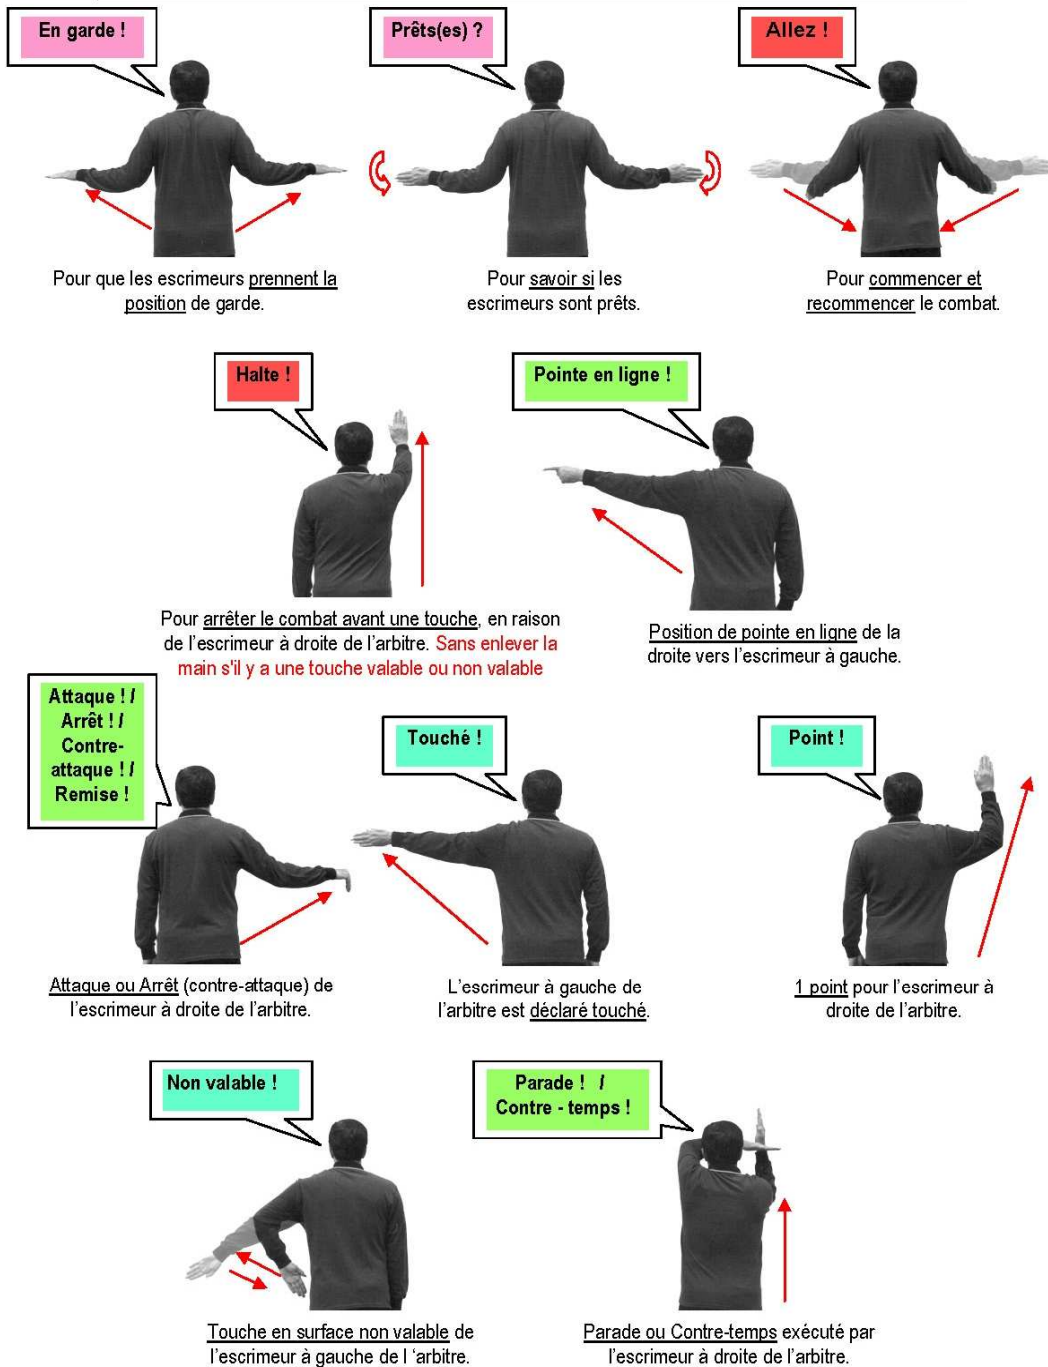 En garde !
Prêts(es) ?
Allez !
Pour que les escrimeurs prennent la
position de garde.
Pour savoir si les
escrimeurs sont prêts.
Pour commencer et
recommencer le combat.
Halte !
Pointe en ligne !
Pour arrêter le combat avant une touche, en raison
de l'escrimeur à droite de l'arbitre. Sans enlever la
main s'il y a une touche valable ou non valable
Position de pointe en ligne de la
droite vers l'escrimeur à gauche.
Attaque ! /
Arrêt ! /
Contre-
attaque ! /
Remise !
Touché !
Point !
Attaque ou Arrêt (contre-attaque) de
l'escrimeur à droite de l'arbitre.
L'escrimeur à gauche de
l'arbitre est déclaré touché.
1 point pour l'escrimeur à
droite de l'arbitre.
Non valable !
Parade ! /
Contre - temps !
Touche en surface non valable de
l'escrimeur à gauche de l 'arbitre.
Parade ou Contre-temps exécuté par
l'escrimeur à droite de l'arbitre.